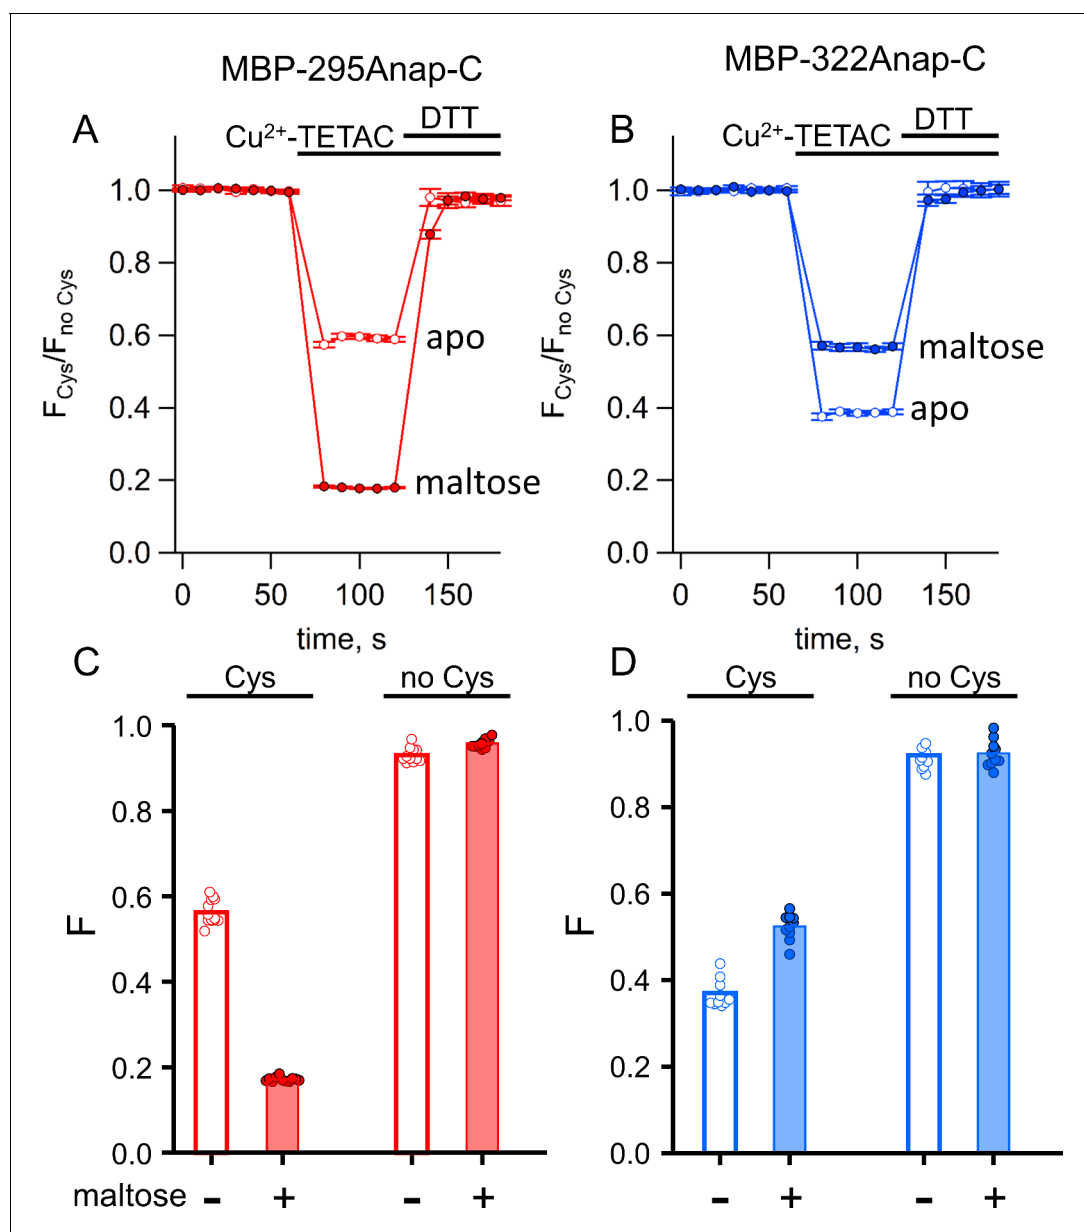 MBP-295Anap-C
MBP-322Anap-C
A
DTT
Cu²⁺-TETAC
1.0
0.8
0.6
0.4
0.2
0.0
F_Cys/F_no Cys
apo
maltose
0
50
100
150
time, s
B
DTT
Cu²⁺-TETAC
1.0
0.8
0.6
0.4
0.2
0.0
F_Cys/F_no Cys
maltose
apo
0
50
100
150
time, s
C
Cys
no Cys
1.0
0.8
0.6
0.4
0.2
0.0
F
maltose - + - +
D
Cys
no Cys
1.0
0.8
0.6
0.4
0.2
0.0
F
- + - +